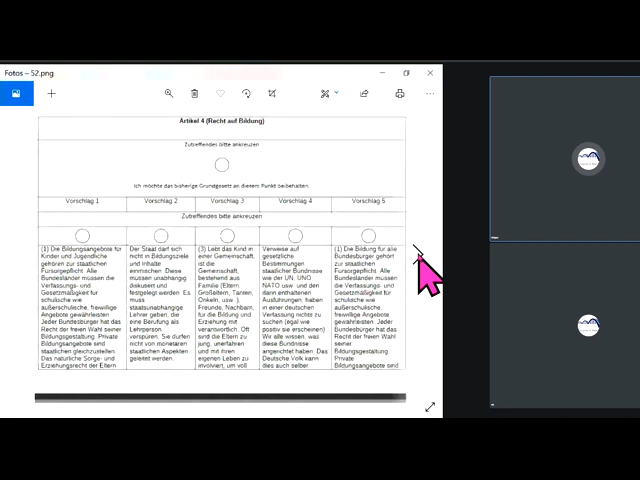 Fotos – 52.png
Artikel 4 (Recht auf Bildung)
Zutreffendes bitte ankreuzen
Ich möchte das bisherige Grundgesetz an diesem Punkt beibehalten.
Vorschlag 1
Vorschlag 2
Vorschlag 3
Vorschlag 4
Vorschlag 5
Zutreffendes bitte ankreuzen
(1) Die Bildungsangebote für
Kinder und Jugendliche
gehören zur staatlichen
Fürsorgepflicht. Alle
Bundesländer müssen die
Verfassungs- und
Gesetzmäßigkeit für
schulische wie
außerschulische, freiwillige
Angebote gewährleisten
Jeder Bundesbürger hat das
Recht der freien Wahl seiner
Bildungsgestaltung. Private
Bildungsangebote sind
staatlichen gleichzustellen.
Das natürliche Sorge- und
Erziehungsrecht der Eltern
Der Staat darf sich
nicht in Bildungsziele
und Inhalte
einmischen. Diese
müssen unabhängig
diskutiert und
festgelegt werden. Es
muss
staatsunabhängige
Lehrer geben, die
eine Berufung als
Lehrperson
verspüren. Sie dürfen
nicht von monetären
staatlichen Aspekten
geleitet werden.
(3) Lebt das Kind in
einer Gemeinschaft,
ist die
Gemeinschaft,
bestehend aus
Familie (Eltern
Großeltern, Tanten,
Onkeln, usw.),
Freunde, Nachbarn,
für die Bildung und
Erziehung mit
verantwortlich. Oft
sind die Eltern zu
jung, unerfahren
und mit ihren
eigenen Leben zu
involviert, um voll
Verweise auf
gesetzliche
Bestimmungen
staatlicher Bündnisse
wie der UN, UNO,
NATO usw. und den
darin enthaltenen
Ausführungen, haben
in einer deutschen
Verfassung nichts zu
suchen (egal wie
positiv sie erscheinen)
Wir alle wissen, was
diese Bündnisse
angerichtet haben. Das
Deutsche Volk kann
dies auch selber
(1) Die Bildung für alle
Bundesbürger gehört
zur staatlichen
Fürsorgepflicht. Alle
Bundesländer müssen
die Verfassungs- und
Gesetzmäßigkeit für
schulische wie
außerschulische,
freiwillige Angebote
gewährleisten. Jeder
Bundesbürger hat das
Recht der freien Wahl
seiner
Bildungsgestaltung
Private
Bildungsangebote sind